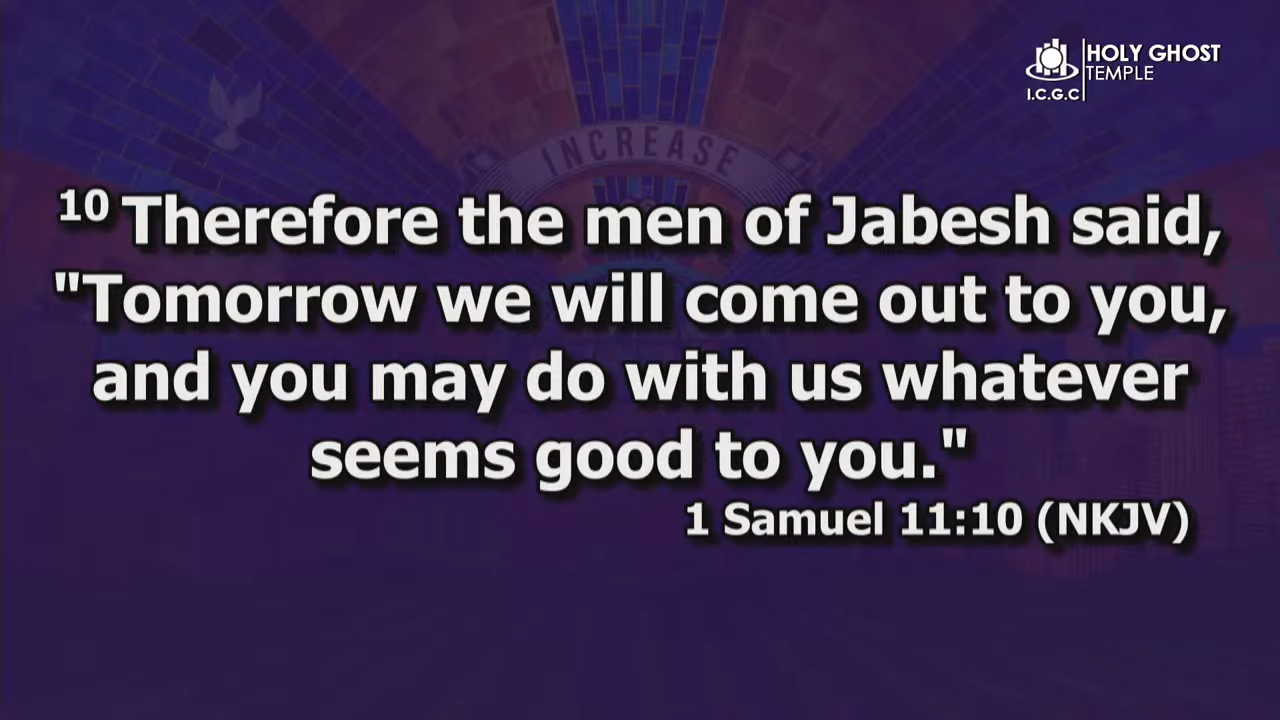 HOLY GHOST
TEMPLE
I.C.G.C
INCREASE
10 Therefore the men of Jabesh said,
"Tomorrow we will come out to you,
and you may do with us whatever
seems good to you."
1 Samuel 11:10 (NKJV)